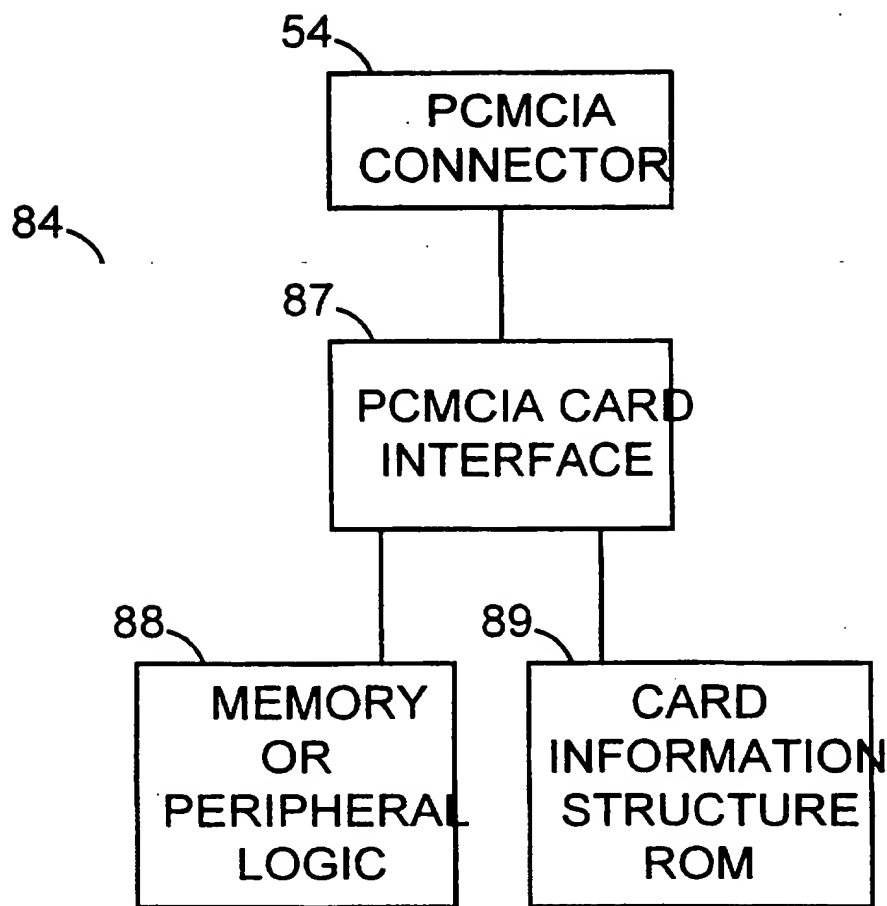 54
PCMCIA
CONNECTOR
84
87
PCMCIA CARD
INTERFACE
88
MEMORY
OR
PERIPHERAL
LOGIC
89
CARD
INFORMATION
STRUCTURE
ROM